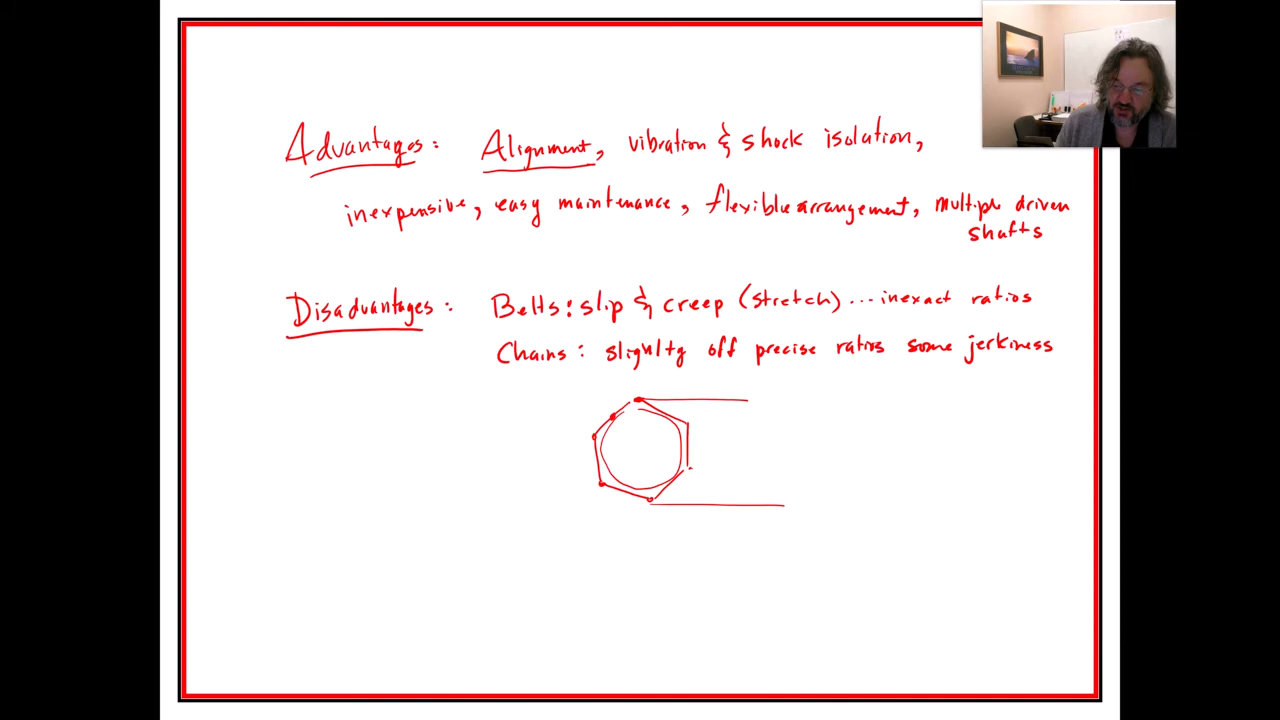 Advantages: Alignment, vibration & shock isolation,
inexpensive, easy maintenance, flexible arrangement, multiple driven
shafts
Disadvantages: Belts: slip & creep (stretch)...inexact ratios
Chains: slighltg off precise ratios some jerkiness